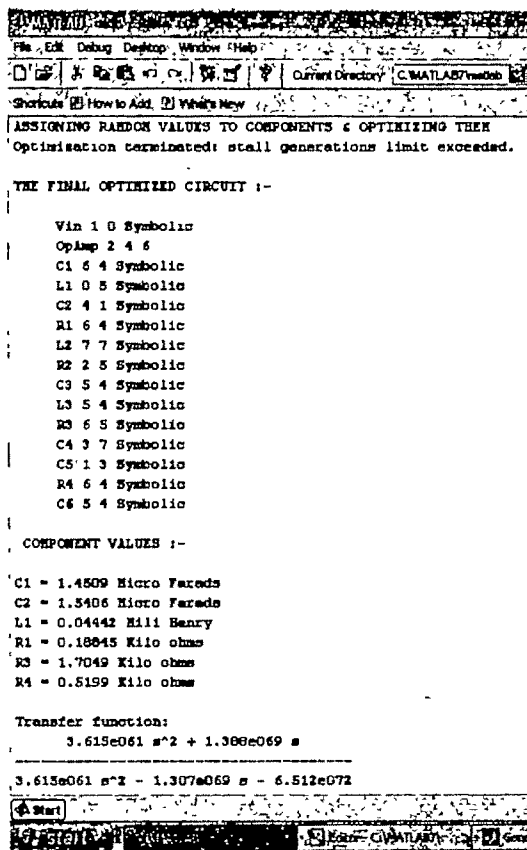 MATLAB
File Edit Debug Desktop Window Help
Current Directory: C:\MATLAB7\matlab
Shortcuts How to Add What's New
ASSIGNING RANDOM VALUES TO COMPONENTS & OPTIMIZING THEM
Optimization terminated: stall generations limit exceeded.
THE FINAL OPTIMIZED CIRCUIT :-
Vin 1 0 Symbolic
OpAmp 2 4 6
C1 6 4 Symbolic
L1 0 5 Symbolic
C2 4 1 Symbolic
R1 6 4 Symbolic
L2 7 7 Symbolic
R2 2 5 Symbolic
C3 5 4 Symbolic
L3 5 4 Symbolic
R3 6 5 Symbolic
C4 3 7 Symbolic
C5 1 3 Symbolic
R4 6 4 Symbolic
C6 5 4 Symbolic
COMPONENT VALUES :-
C1 = 1.4509 Micro Farads
C2 = 1.5406 Micro Farads
L1 = 0.04442 Mili Henry
R1 = 0.18845 Kilo ohms
R3 = 1.7049 Kilo ohms
R4 = 0.5199 Kilo ohms
Transfer function:
3.615e061 s^2 + 1.388e069 s
3.615e061 s^2 - 1.307e069 s - 6.512e072
Start
start